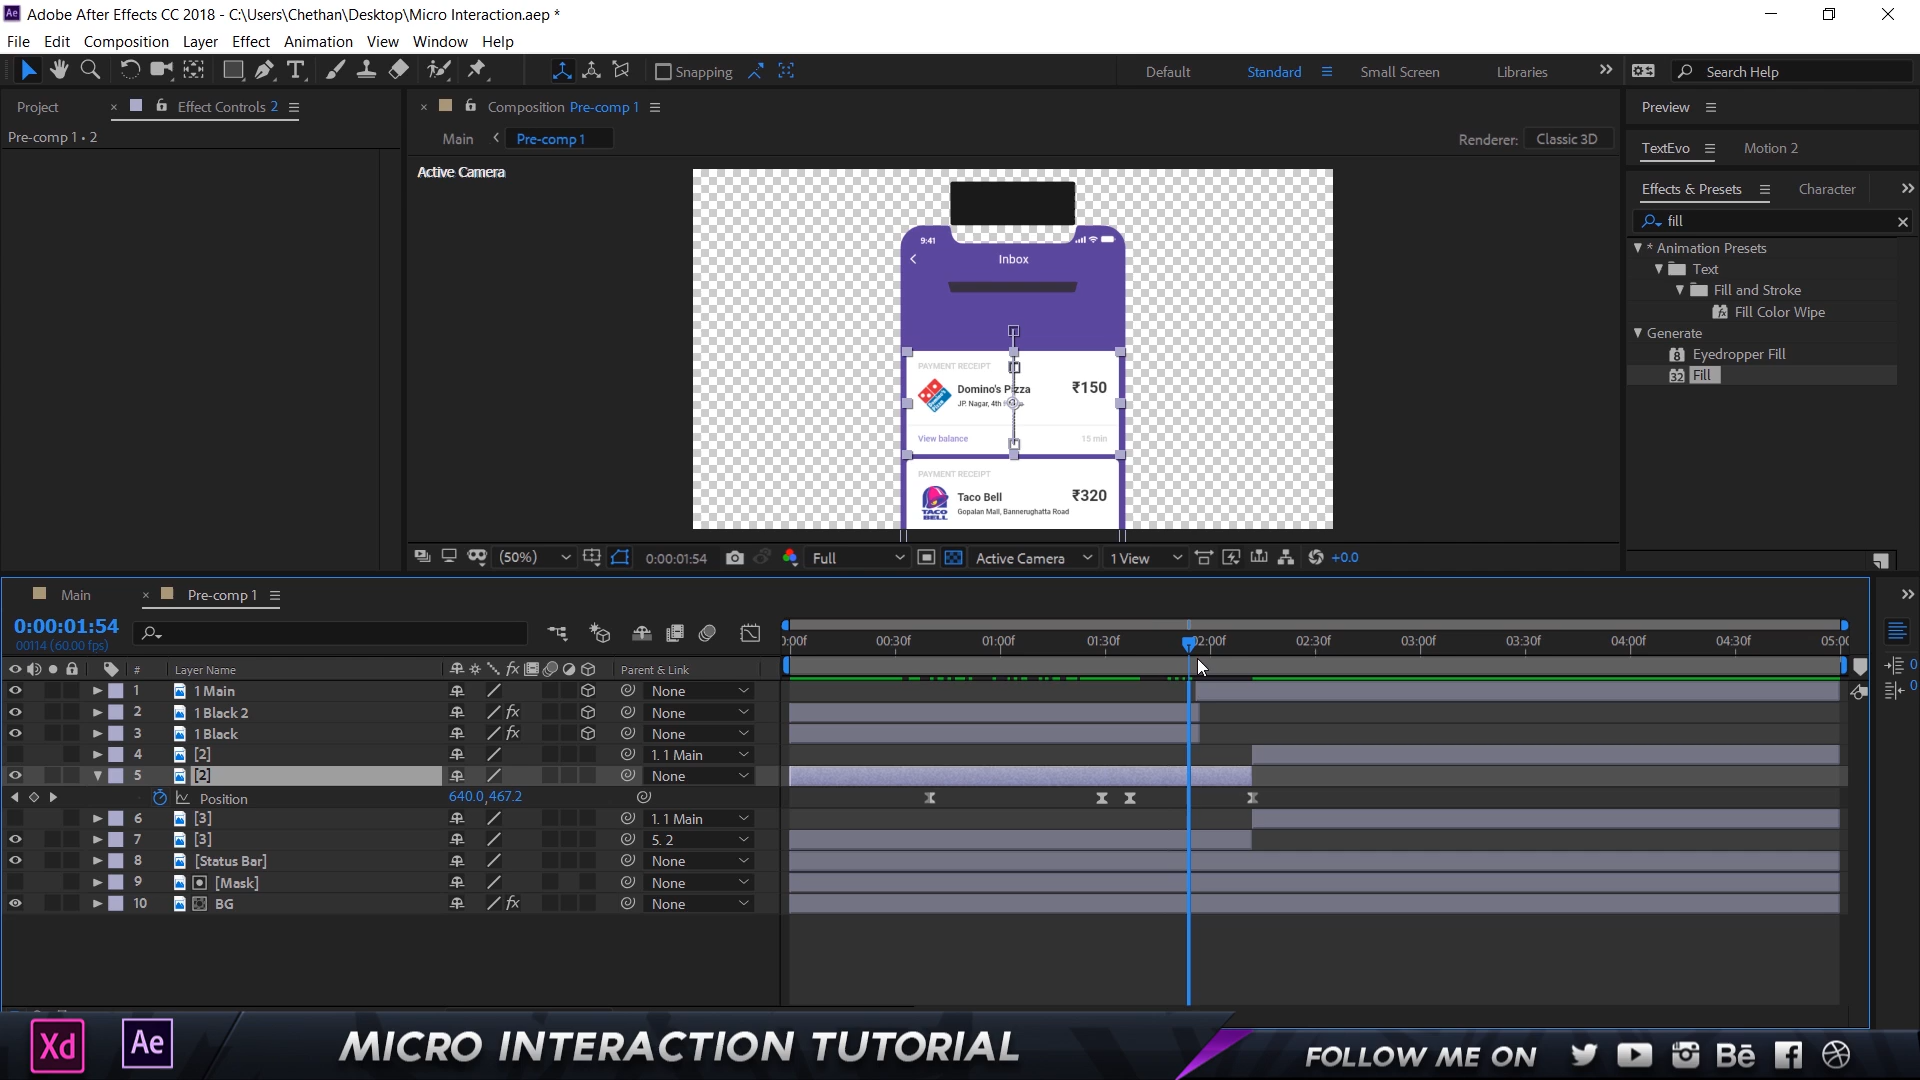 Adobe After Effects CC 2018 - C:\Users\Chethan\Desktop\Micro Interaction.aep *
File Edit Composition Layer Effect Animation View Window Help
Snapping
Default Standard Small Screen Libraries
Search Help
Project
Effect Controls 2
Composition Pre-comp 1
Preview
Pre-comp 1 • 2
Main Pre-comp 1
Renderer: Classic 3D
TextEvo Motion 2
Active Camera
Effects & Presets Character
fill
* Animation Presets
Text
Fill and Stroke
Fill Color Wipe
Generate
Eyedropper Fill
Fill
9:41
Inbox
PAYMENT RECEIPT
Domino's Pizza ₹150
JP. Nagar, 4th
View balance 15 min
PAYMENT RECEIPT
Taco Bell ₹320
Gopalan Mall, Bannerughatta Road
TACO
BELL
(50%) 0:00:01:54 Full Active Camera 1 View +0.0
Main Pre-comp 1
0:00:01:54
00114 (60.00 fps)
:00f 00:30f 01:00f 01:30f 02:00f 02:30f 03:00f 03:30f 04:00f 04:30f 05:00
# Layer Name Parent & Link
1 1 Main None
2 1 Black 2 None
3 1 Black None
4 [2] 1. 1 Main
5 [2] None
Position 640.0,467.2
6 [3] 1. 1 Main
7 [3] 5. 2
8 [Status Bar] None
9 [Mask] None
10 BG None
0
0
Xd Ae MICRO INTERACTION TUTORIAL FOLLOW ME ON Bē